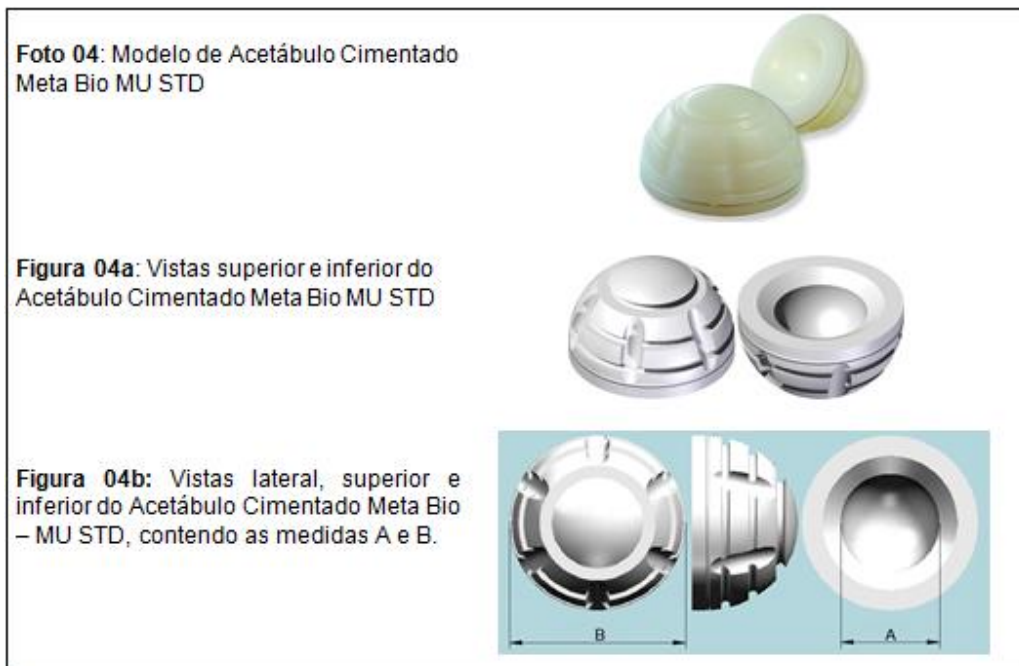 Foto 04: Modelo de Acetábulo Cimentado
Meta Bio MU STD
Figura 04a: Vistas superior e inferior do
Acetábulo Cimentado Meta Bio MU STD
Figura 04b: Vistas lateral, superior e
inferior do Acetábulo Cimentado Meta Bio
– MU STD, contendo as medidas A e B.
B
A